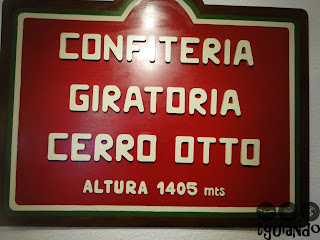 CONFITERIA
GIRATORIA
CERRO OTTO
ALTURA 1405 mts